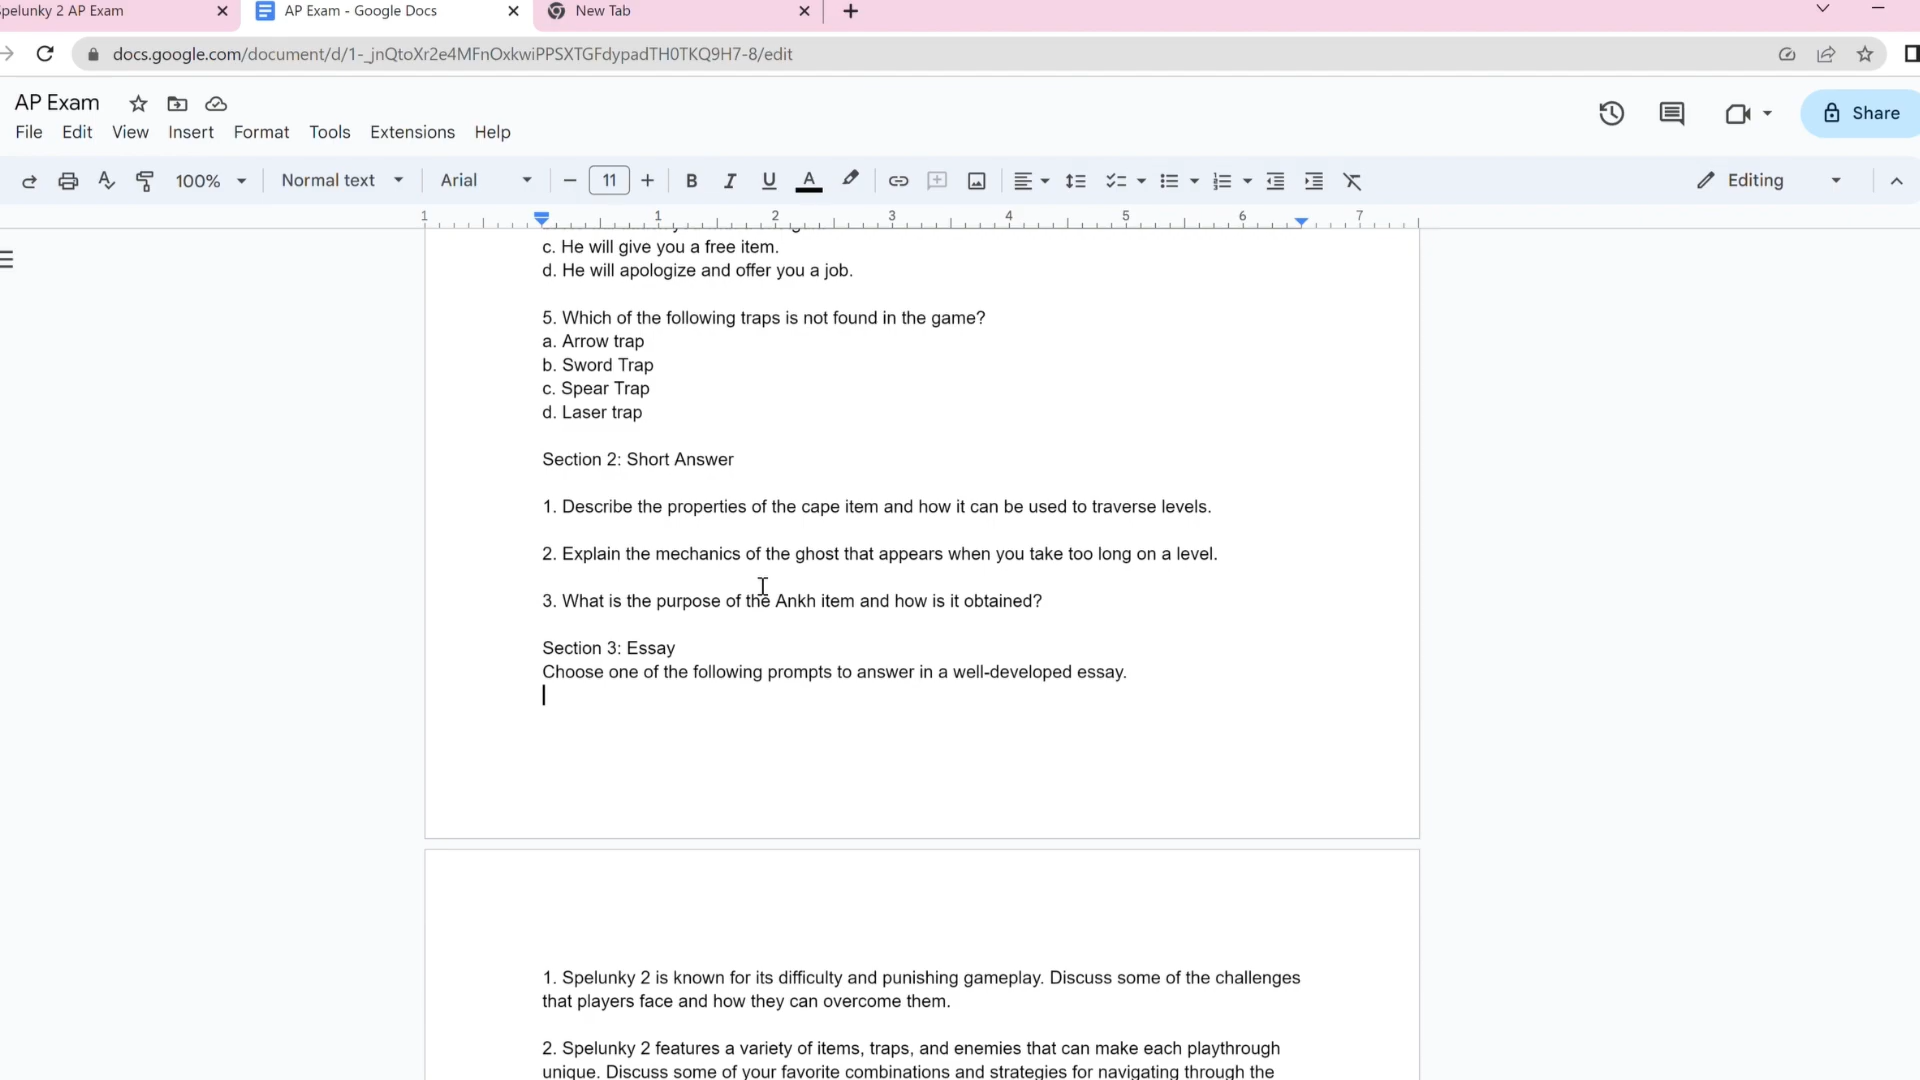 pelunky 2 AP Exam
AP Exam - Google Docs
New Tab
docs.google.com/document/d/1-_jnQtoXr2e4MFnOxkwiPPSXTGFdypadTH0TKQ9H7-8/edit
AP Exam
Share
File Edit View Insert Format Tools Extensions Help
100% Normal text Arial 11 Editing
1 1 2 3 4 5 6 7
c. He will give you a free item.
d. He will apologize and offer you a job.
5. Which of the following traps is not found in the game?
a. Arrow trap
b. Sword Trap
c. Spear Trap
d. Laser trap
Section 2: Short Answer
1. Describe the properties of the cape item and how it can be used to traverse levels.
2. Explain the mechanics of the ghost that appears when you take too long on a level.
3. What is the purpose of the Ankh item and how is it obtained?
Section 3: Essay
Choose one of the following prompts to answer in a well-developed essay.
1. Spelunky 2 is known for its difficulty and punishing gameplay. Discuss some of the challenges
that players face and how they can overcome them.
2. Spelunky 2 features a variety of items, traps, and enemies that can make each playthrough
unique. Discuss some of your favorite combinations and strategies for navigating through the